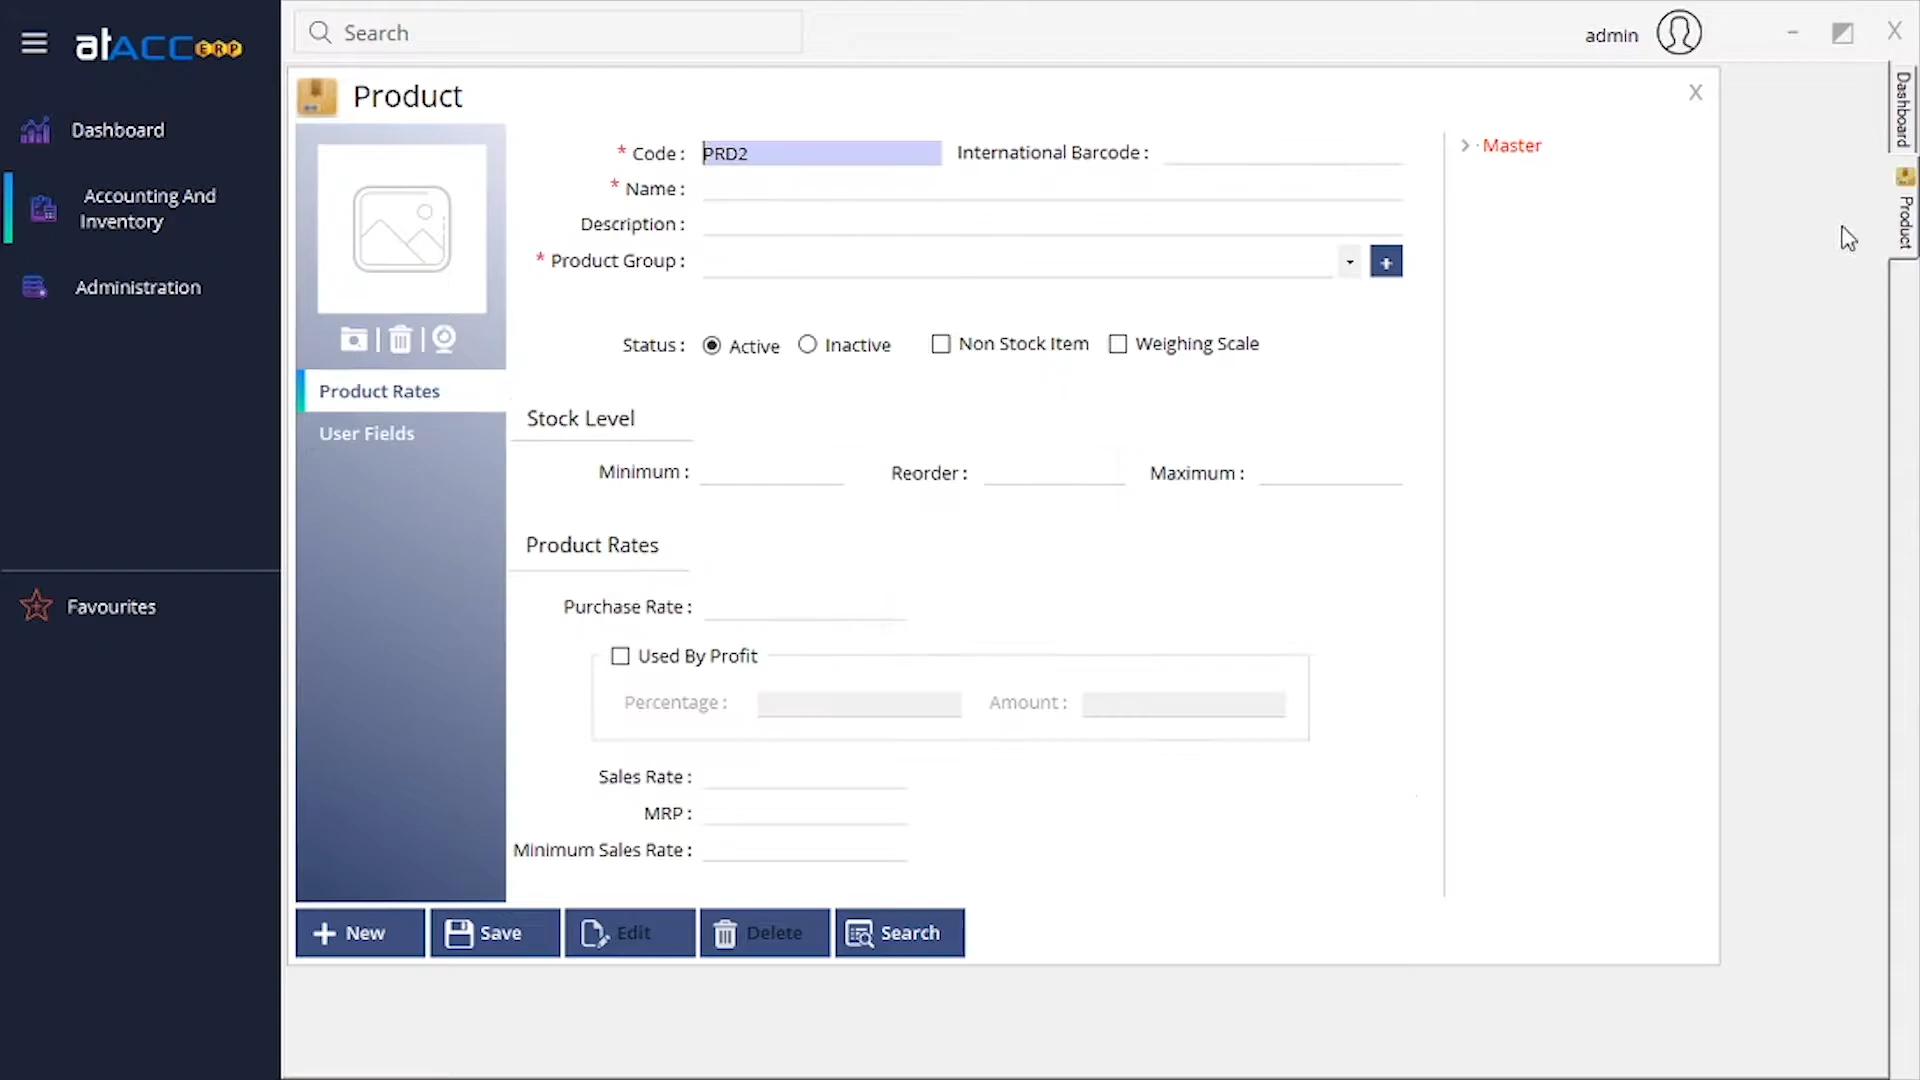 atACC ERP
Search
admin
X
Dashboard
Accounting And
Inventory
Administration
Favourites
Product
X
* Code : PRD2 International Barcode :
* Name :
Description :
* Product Group :
+
Status : Active Inactive Non Stock Item Weighing Scale
Product Rates
User Fields
Stock Level
Minimum : Reorder : Maximum :
Product Rates
Purchase Rate :
Used By Profit
Percentage : Amount :
Sales Rate :
MRP :
Minimum Sales Rate :
New Save Edit Delete Search
Master
Dashboard
Product